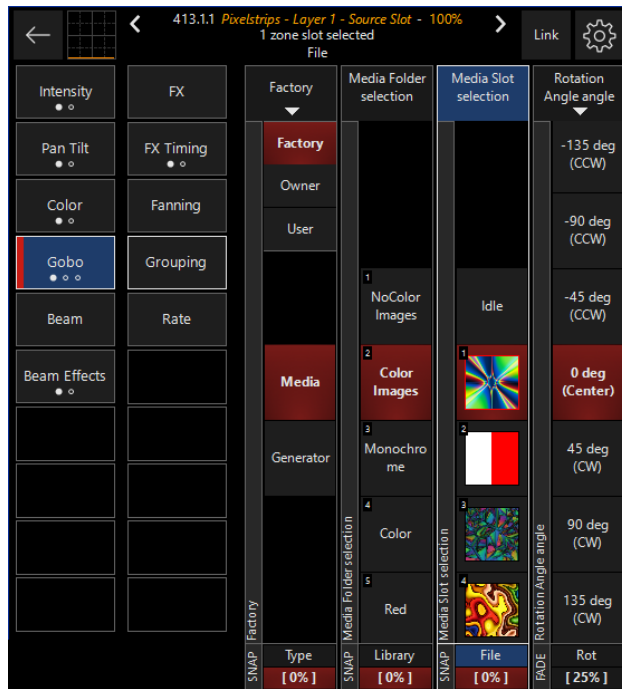 413.1.1 Pixelstrips - Layer 1 - Source Slot - 100%
1 zone slot selected
File
Link
Intensity
FX
Pan Tilt
FX Timing
Color
Fanning
Gobo
Grouping
Beam
Rate
Beam Effects
Factory
Factory
Owner
User
Media
Generator
Factory
SNAP
Type
[ 0% ]
Media Folder
selection
1
NoColor
Images
2
Color
Images
3
Monochro
me
4
Color
5
Red
Media Folder selection
SNAP
Library
[ 0% ]
Media Slot
selection
Idle
1
2
3
4
Media Slot selection
SNAP
File
[ 0% ]
Rotation
Angle angle
-135 deg
(CCW)
-90 deg
(CCW)
-45 deg
(CCW)
0 deg
(Center)
45 deg
(CW)
90 deg
(CW)
135 deg
(CW)
Rotation Angle angle
FADE
Rot
[ 25% ]